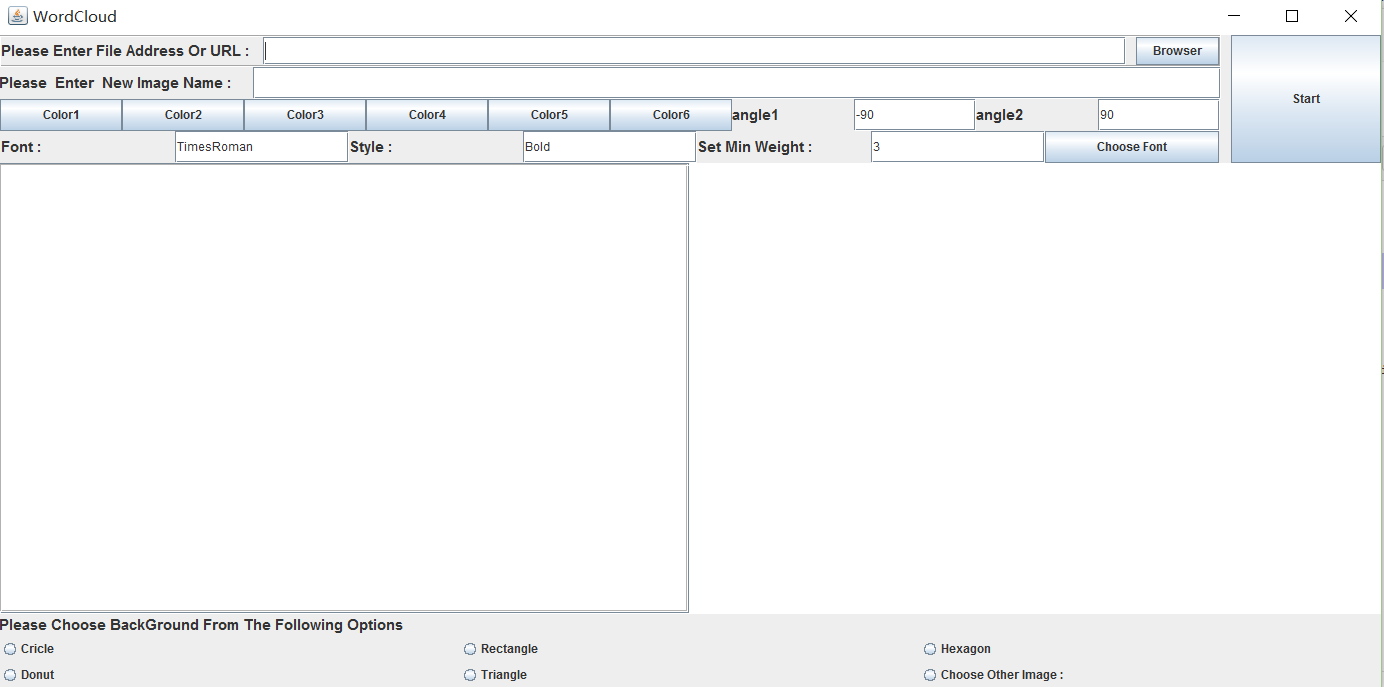 WordCloud
Please Enter File Address Or URL : Browser
Start
Please Enter New Image Name :
Color1 Color2 Color3 Color4 Color5 Color6 angle1 -90 angle2 90
Font : TimesRoman Style : Bold Set Min Weight : 3 Choose Font
Please Choose BackGround From The Following Options
Cricle Rectangle Hexagon
Donut Triangle Choose Other Image :